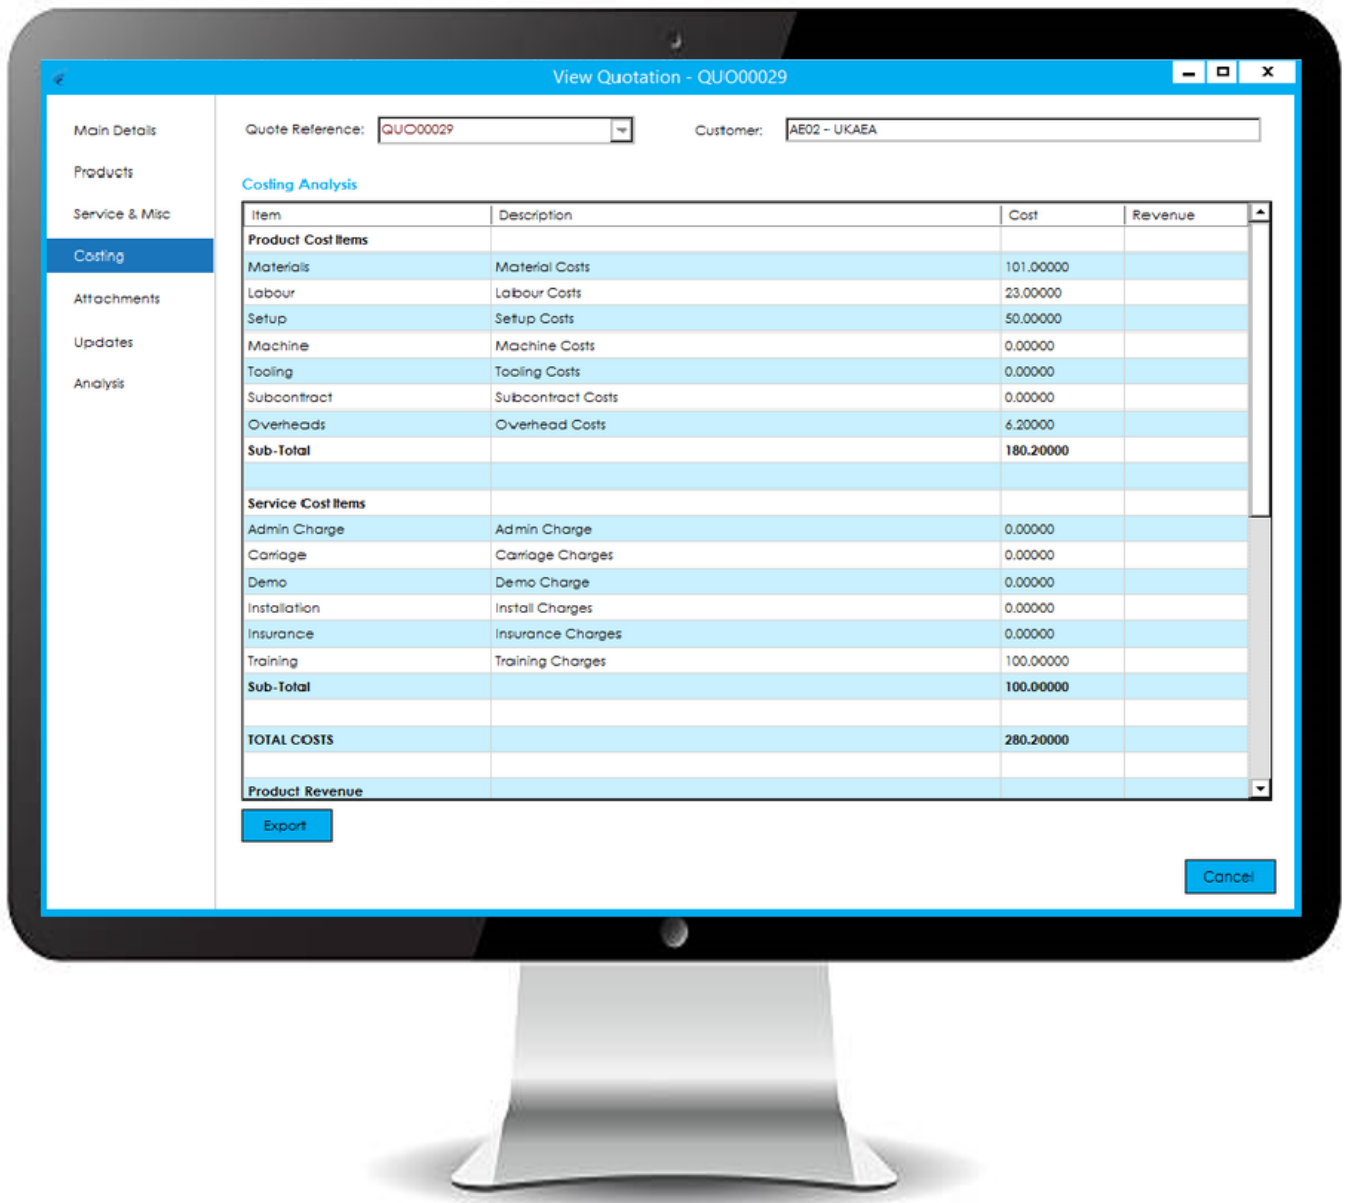 View Quotation - QUO00029
Main Details
Products
Service & Misc
Costing
Attachments
Updates
Analysis
Quote Reference: QUO00029 Customer: AE02 - UKAEA
Costing Analysis
Item Description Cost Revenue
Product Cost Items
Materials Material Costs 101.00000
Labour Labour Costs 23.00000
Setup Setup Costs 50.00000
Machine Machine Costs 0.00000
Tooling Tooling Costs 0.00000
Subcontract Subcontract Costs 0.00000
Overheads Overhead Costs 6.20000
Sub-Total 180.20000
Service Cost Items
Admin Charge Admin Charge 0.00000
Carriage Carriage Charges 0.00000
Demo Demo Charge 0.00000
Installation Install Charges 0.00000
Insurance Insurance Charges 0.00000
Training Training Charges 100.00000
Sub-Total 100.00000
TOTAL COSTS 280.20000
Product Revenue
Export
Cancel